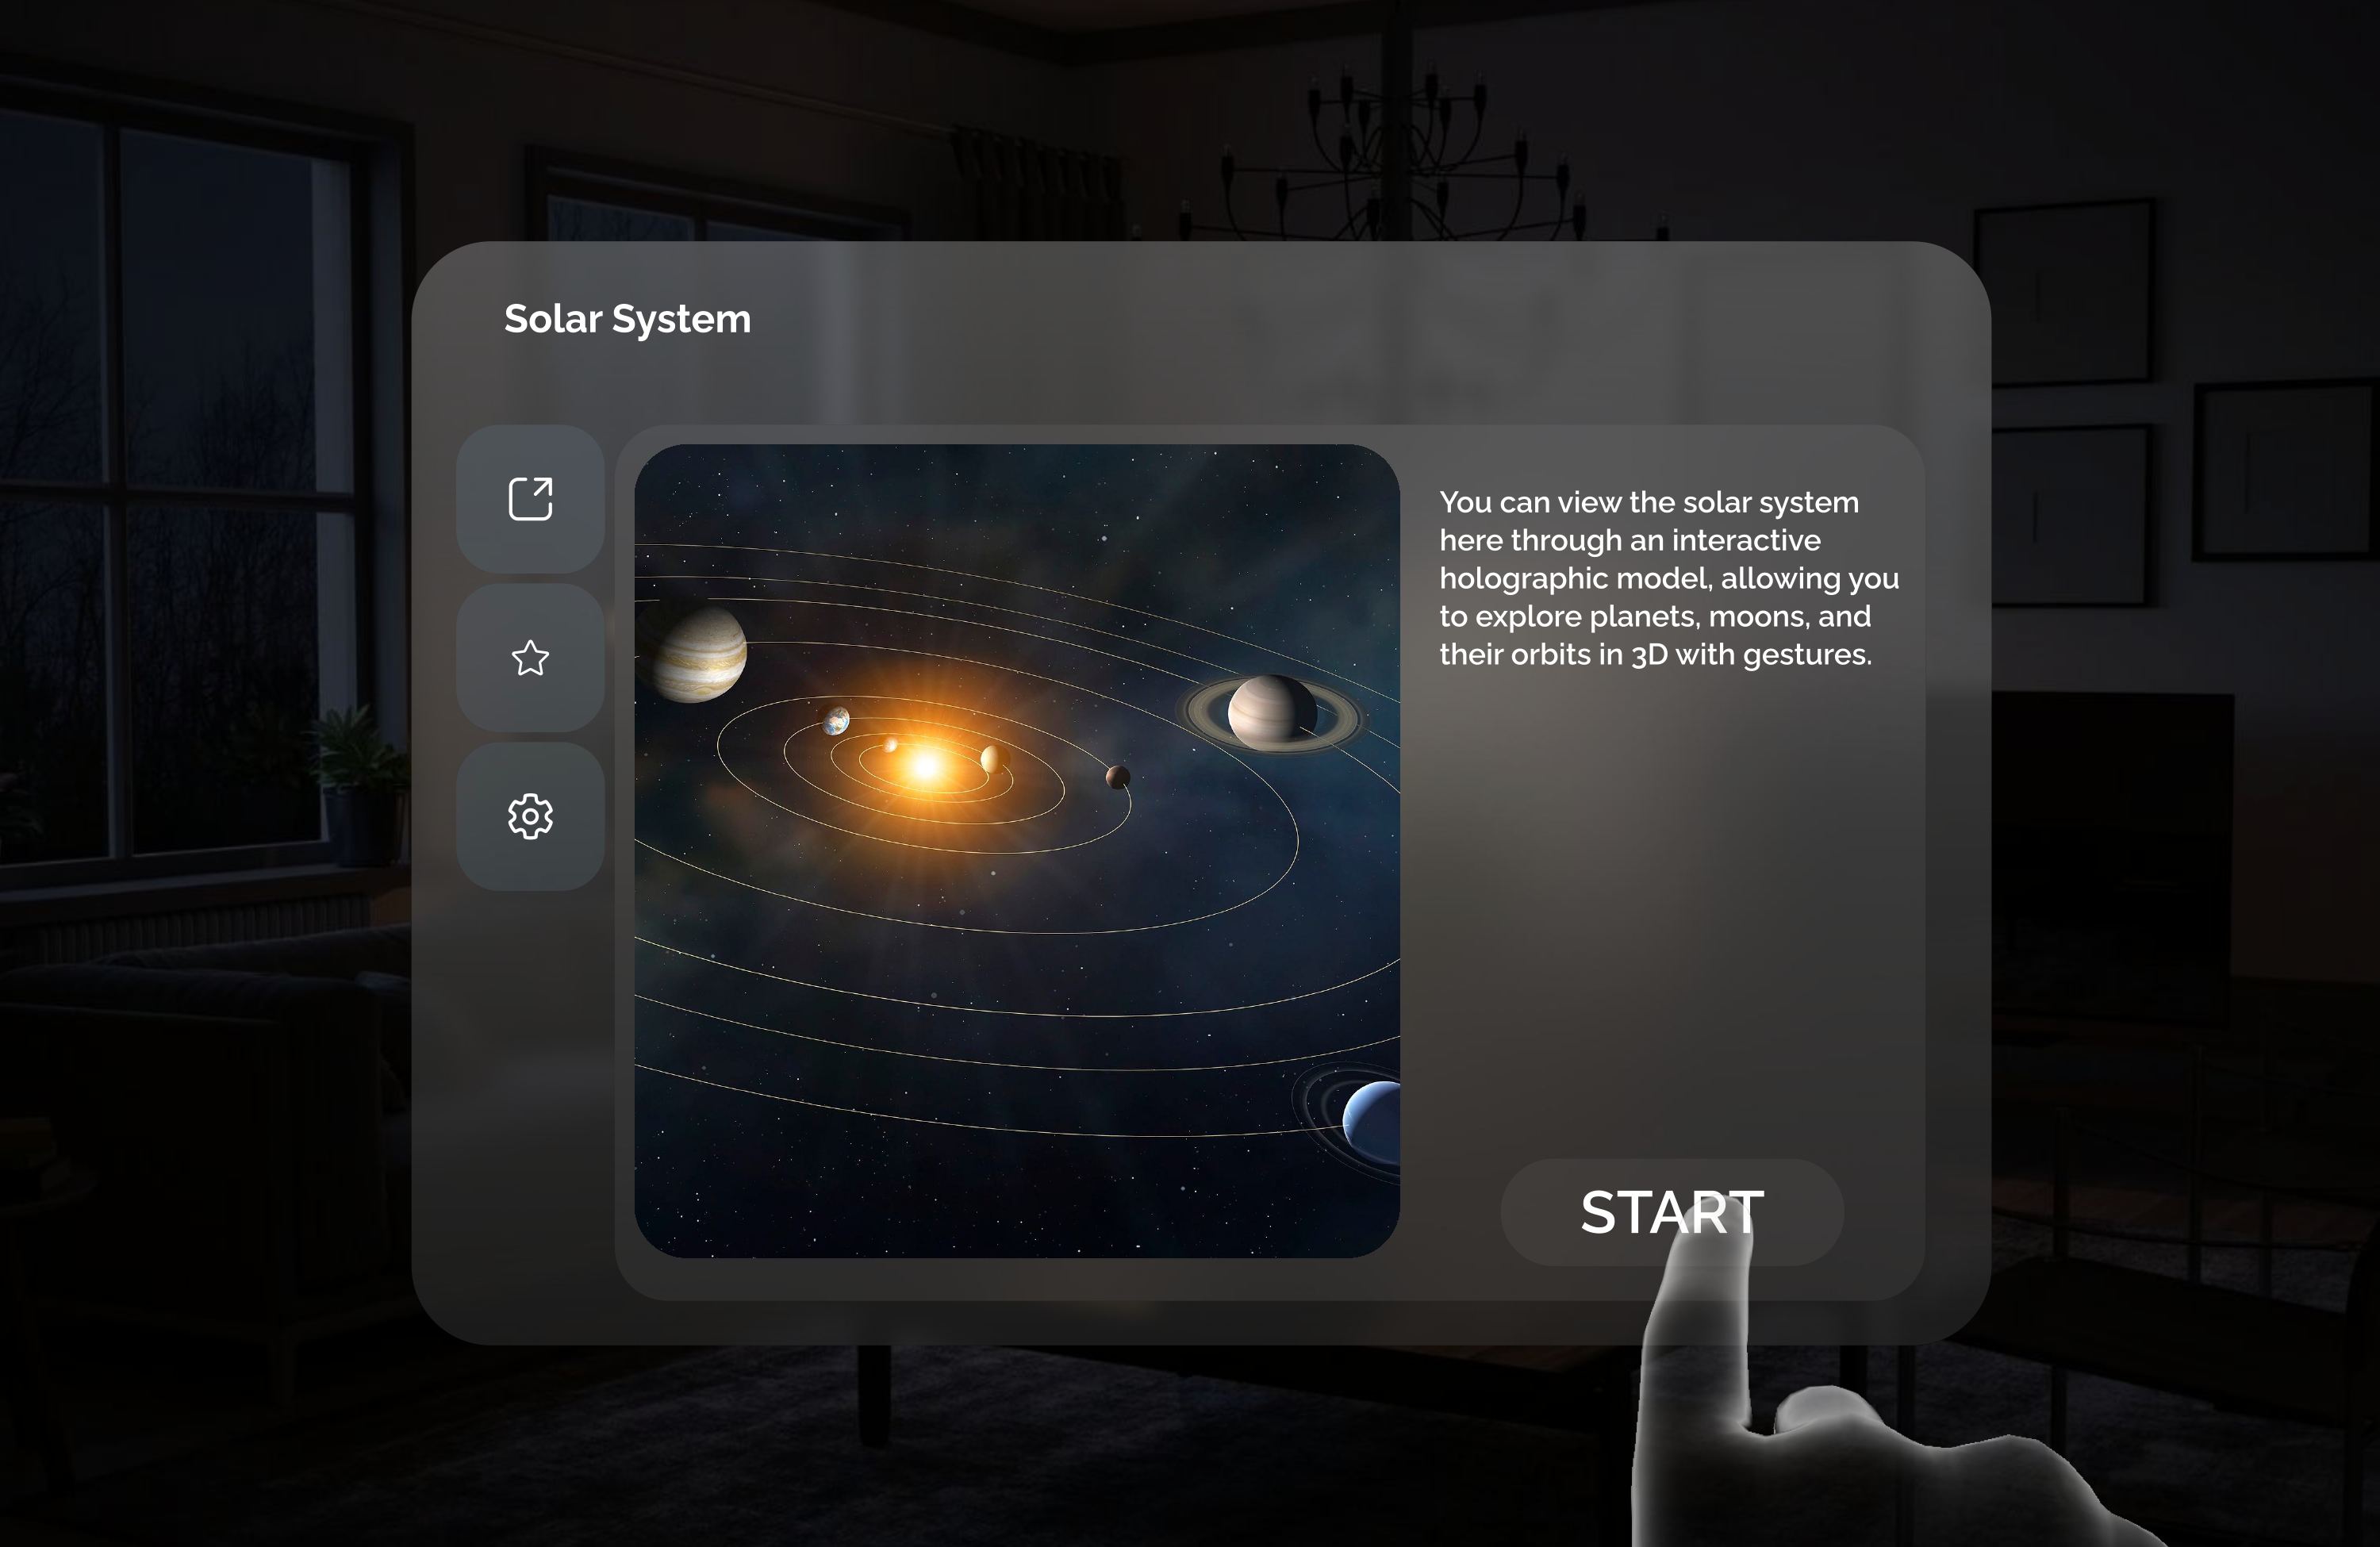 Solar System
You can view the solar system
here through an interactive
holographic model, allowing you
to explore planets, moons, and
their orbits in 3D with gestures.
START